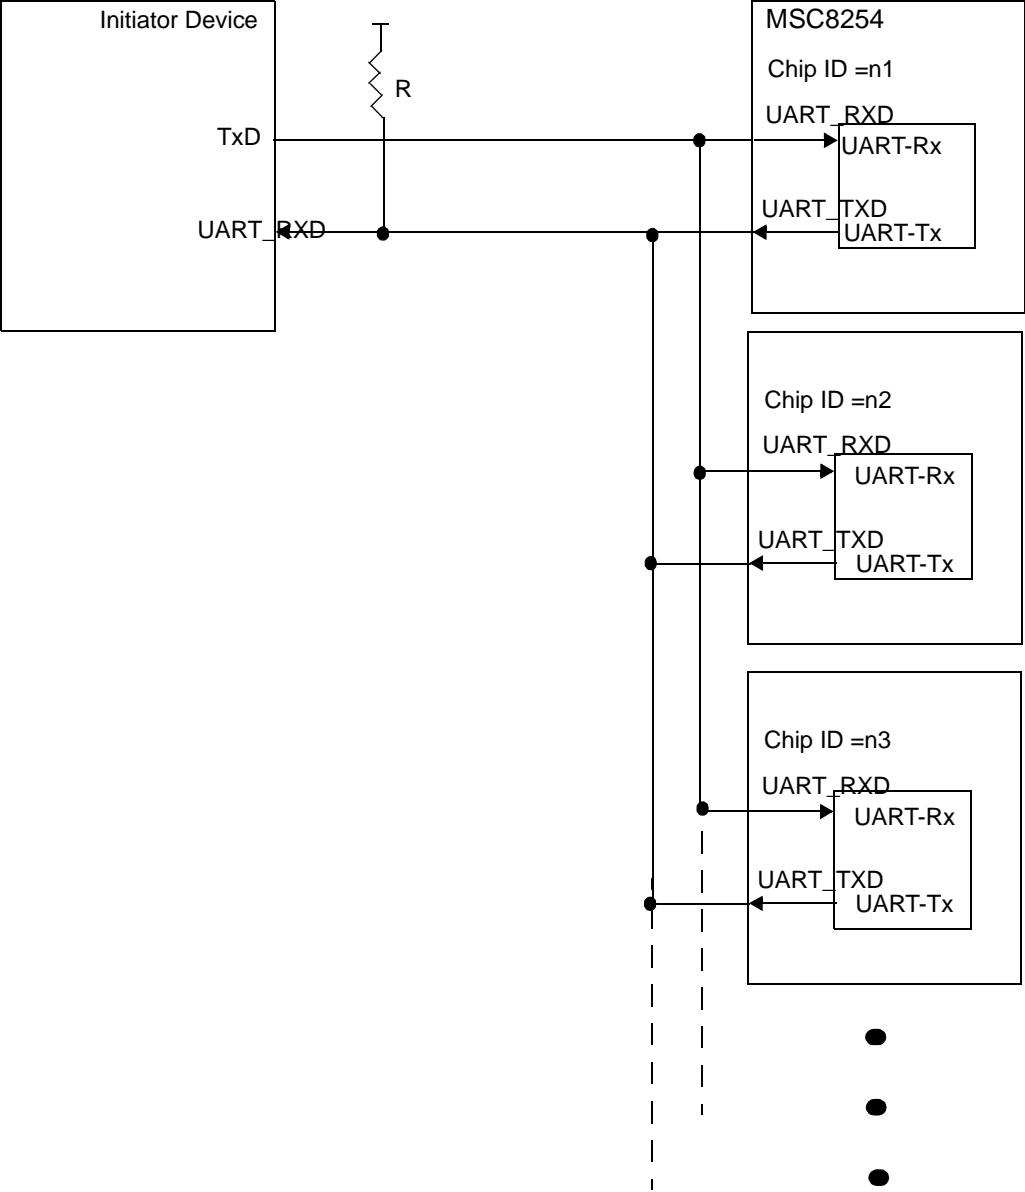 Initiator Device
R
TxD
UART_RXD
MSC8254
Chip ID =n1
UART_RXD
UART-Rx
UART_TXD
UART-Tx
Chip ID =n2
UART_RXD
UART-Rx
UART_TXD
UART-Tx
Chip ID =n3
UART_RXD
UART-Rx
UART_TXD
UART-Tx